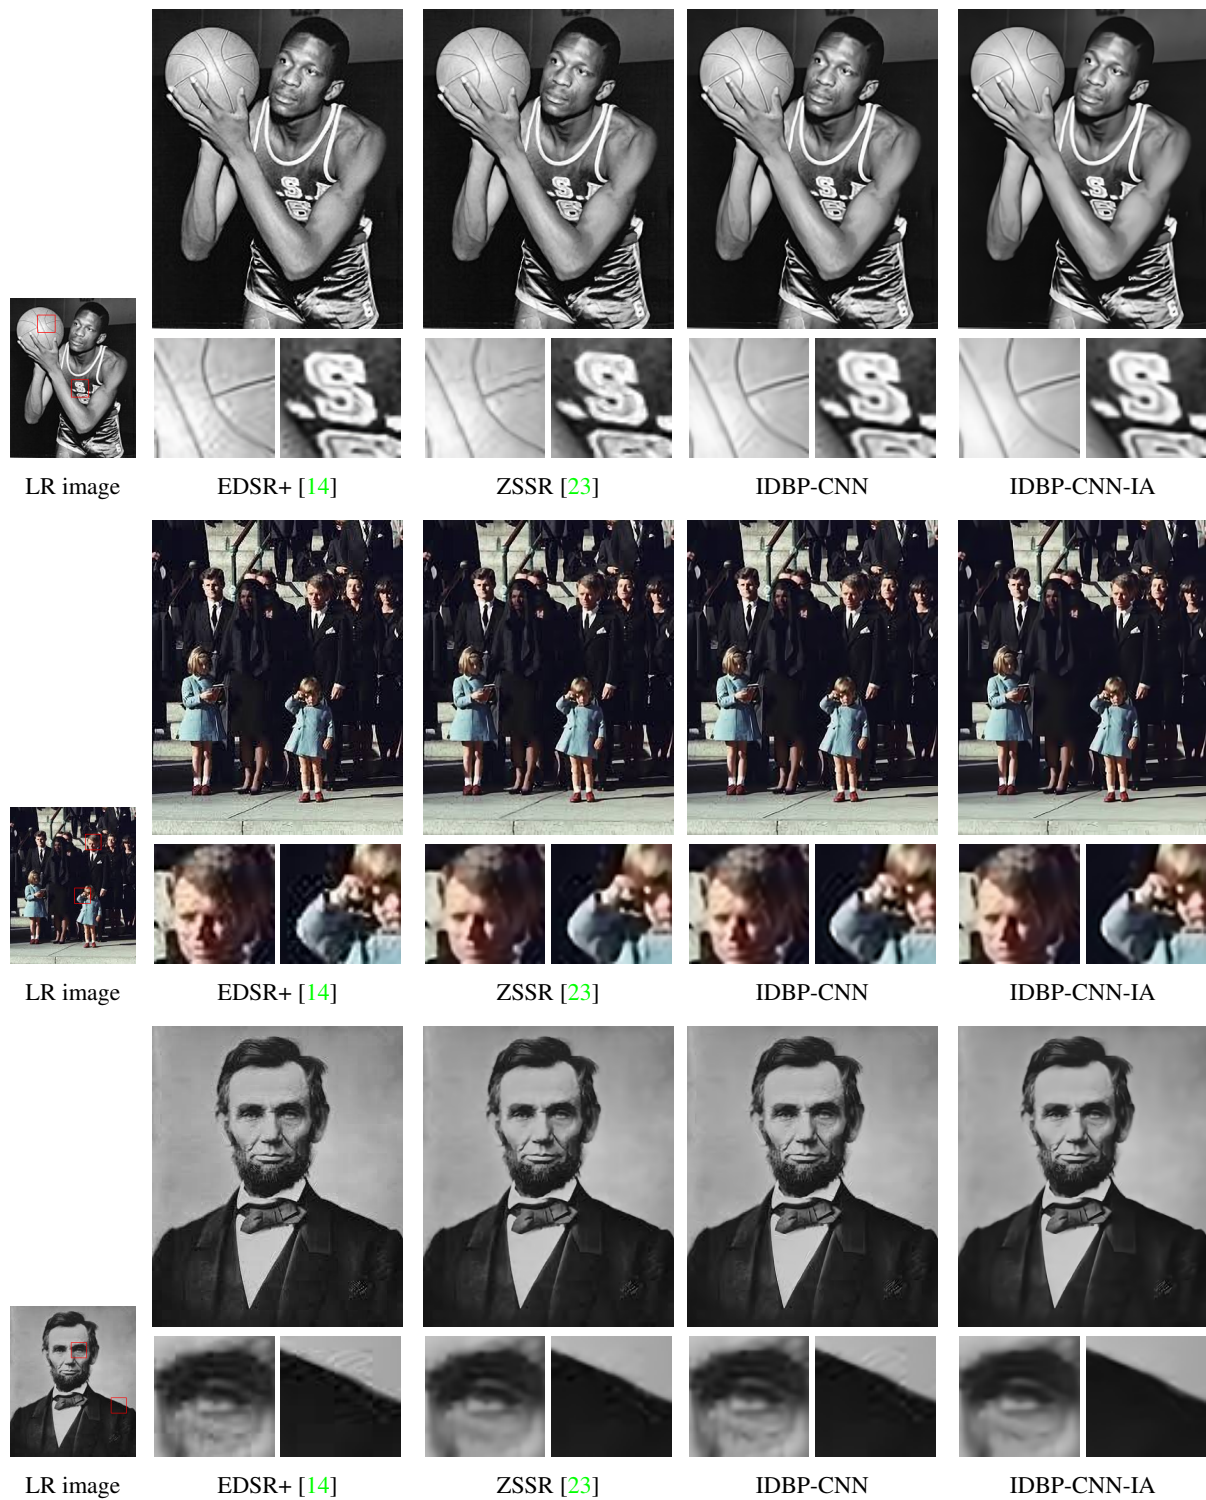 S.
6
LR image EDSR+ [14] ZSSR [23] IDBP-CNN IDBP-CNN-IA
LR image EDSR+ [14] ZSSR [23] IDBP-CNN IDBP-CNN-IA
LR image EDSR+ [14] ZSSR [23] IDBP-CNN IDBP-CNN-IA